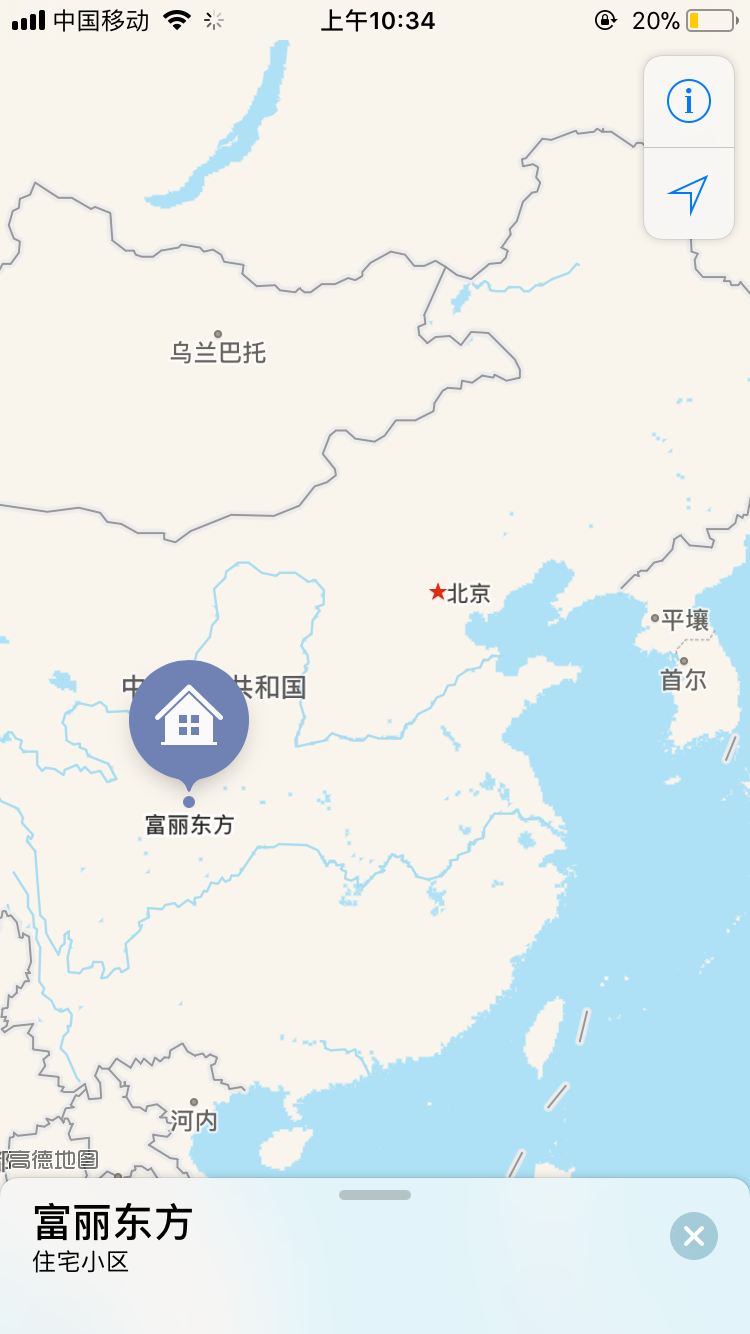 中国移动
上午10:34
20%
乌兰巴托
北京
平壤
首尔
中
共和国
富丽东方
河内
高德地图
富丽东方
住宅小区